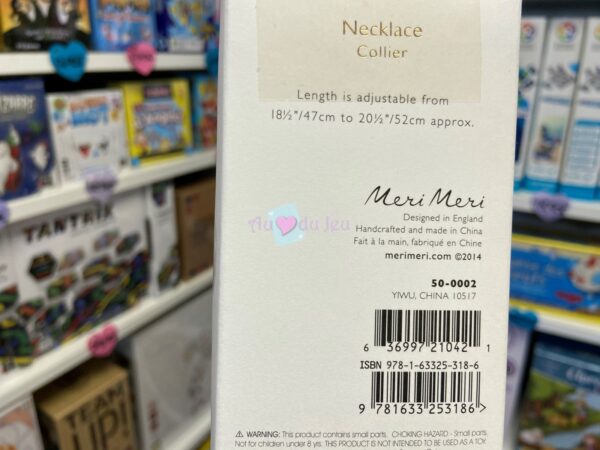 Necklace
Collier
Length is adjustable from
18½"/47cm to 20½"/52cm approx.
Meri Meri
Designed in England
Handcrafted and made in China
Fait à la main, fabriqué en Chine
merimeri.com ©2014
50-0002
YIWU, CHINA 10517
6 36997 21042 1
ISBN 978-1-63325-318-6
9 781633 253186 >
⚠ WARNING: This product contains small parts. CHOKING HAZARD - Small parts.
Not for children under 8 yrs. THIS PRODUCT IS NOT INTENDED TO BE USED AS A TOY.
Au du Jeu
TANTRIX
TEAM
UP!